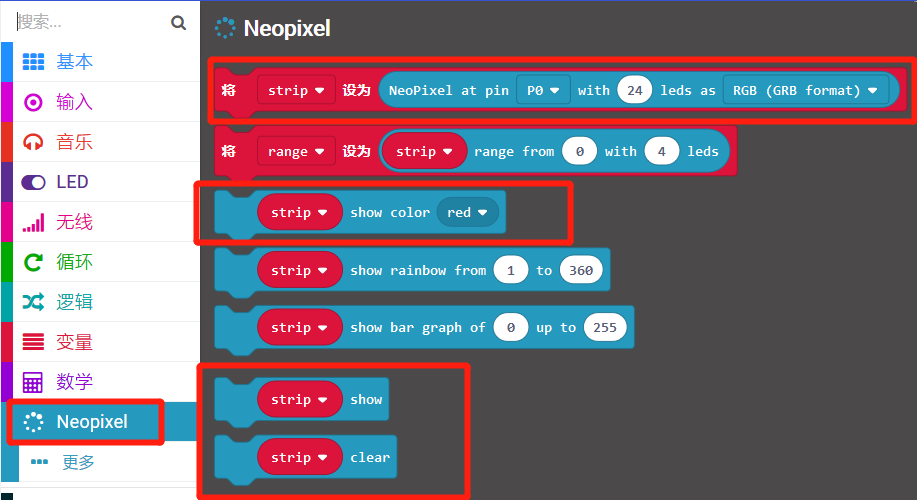 搜索...
基本
输入
音乐
LED
无线
循环
逻辑
变量
数学
Neopixel
更多
Neopixel
将 strip 设为 NeoPixel at pin P0 with 24 leds as RGB (GRB format)
将 range 设为 strip range from 0 with 4 leds
strip show color red
strip show rainbow from 1 to 360
strip show bar graph of 0 up to 255
strip show
strip clear